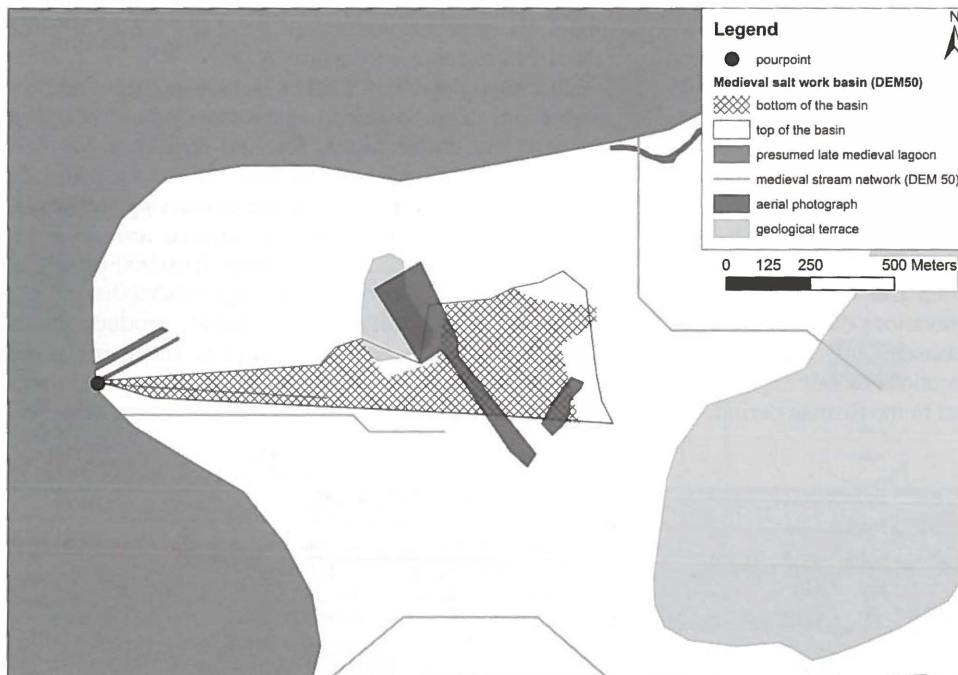 N
Legend
pourpoint
Medieval salt work basin (DEM50)
bottom of the basin
top of the basin
presumed late medieval lagoon
medieval stream network (DEM 50)
aerial photograph
geological terrace
0 125 250 500 Meters